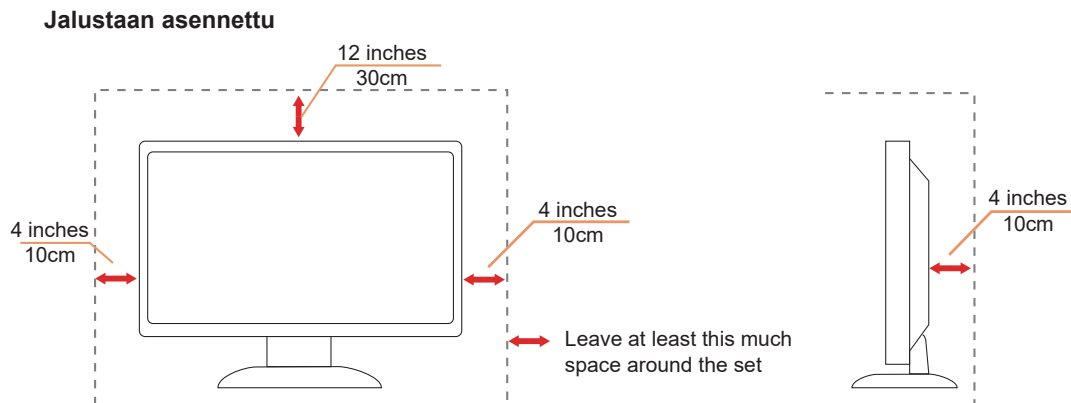 Jalustaan asennettu
12 inches
30cm
4 inches
10cm
4 inches
10cm
4 inches
10cm
Leave at least this much
space around the set